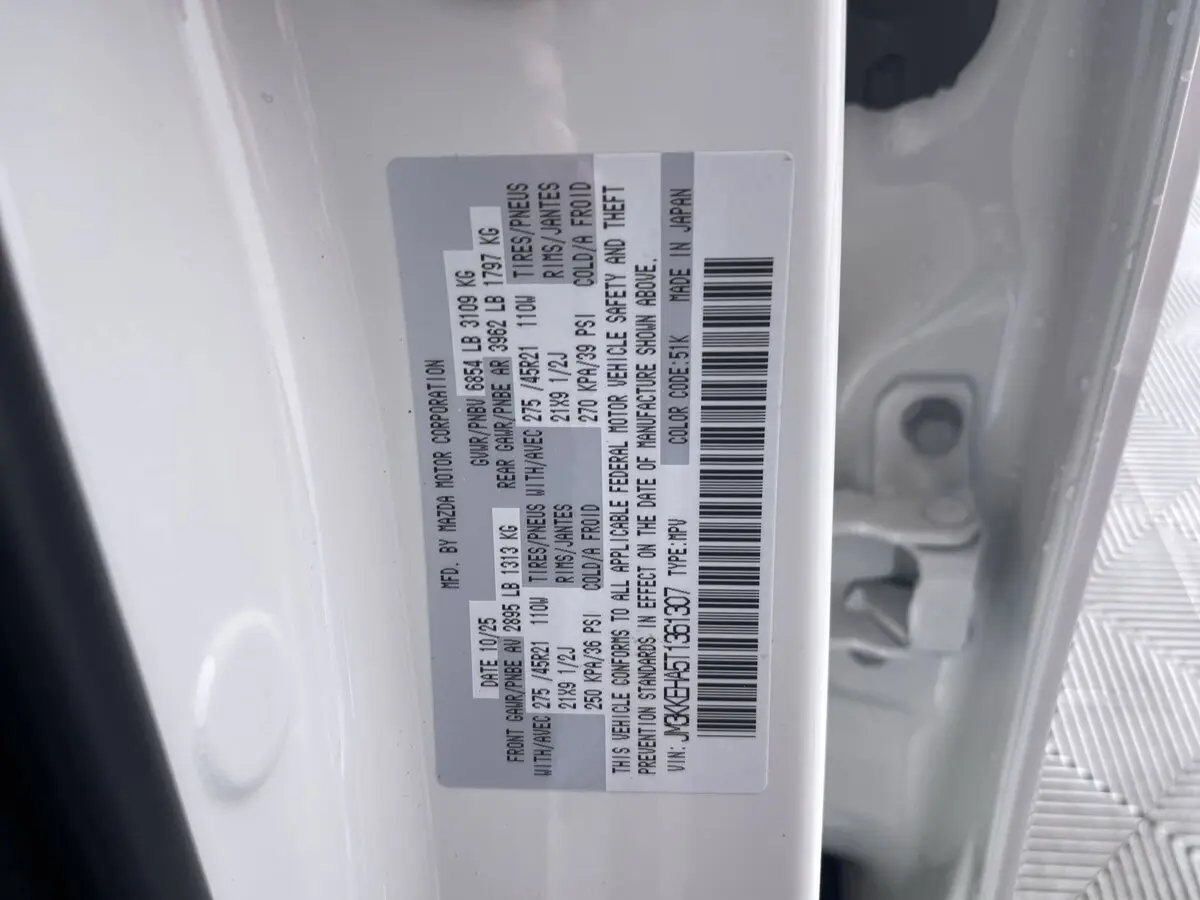 MFD. BY MAZDA MOTOR CORPORATION
DATE 10/25 GVWR/PNBV 6854 LB 3109 KG
FRONT GAWR/PNBE AV 2895 LB 1313 KG REAR GAWR/PNBE AR 3962 LB 1797 KG
WITH/AVEC 275 /45R21 110W TIRES/PNEUS WITH/AVEC 275 /45R21 110W TIRES/PNEUS
21X9 1/2J RIMS/JANTES 21X9 1/2J RIMS/JANTES
250 KPA/36 PSI COLD/A FROID 270 KPA/39 PSI COLD/A FROID
THIS VEHICLE CONFORMS TO ALL APPLICABLE FEDERAL MOTOR VEHICLE SAFETY AND THEFT
PREVENTION STANDARDS IN EFFECT ON THE DATE OF MANUFACTURE SHOWN ABOVE.
VIN: JM3KKEHA5T1361307 TYPE:MPV COLOR CODE:51K MADE IN JAPAN